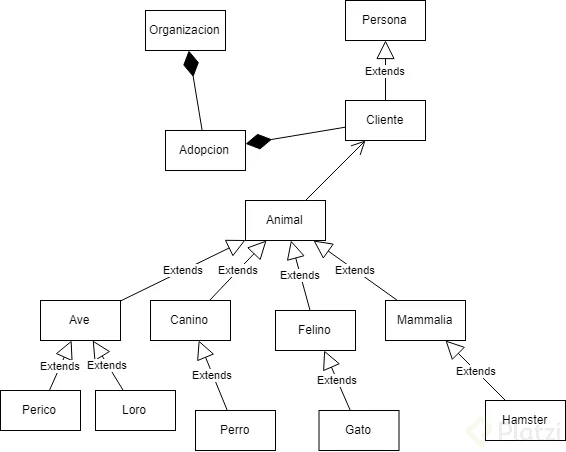 Organizacion
Persona
Extends
Adopcion
Cliente
Animal
Extends
Extends
Extends
Extends
Ave
Canino
Felino
Mammalia
Extends
Extends
Extends
Extends
Extends
Perico
Loro
Perro
Gato
Hamster
Platzi